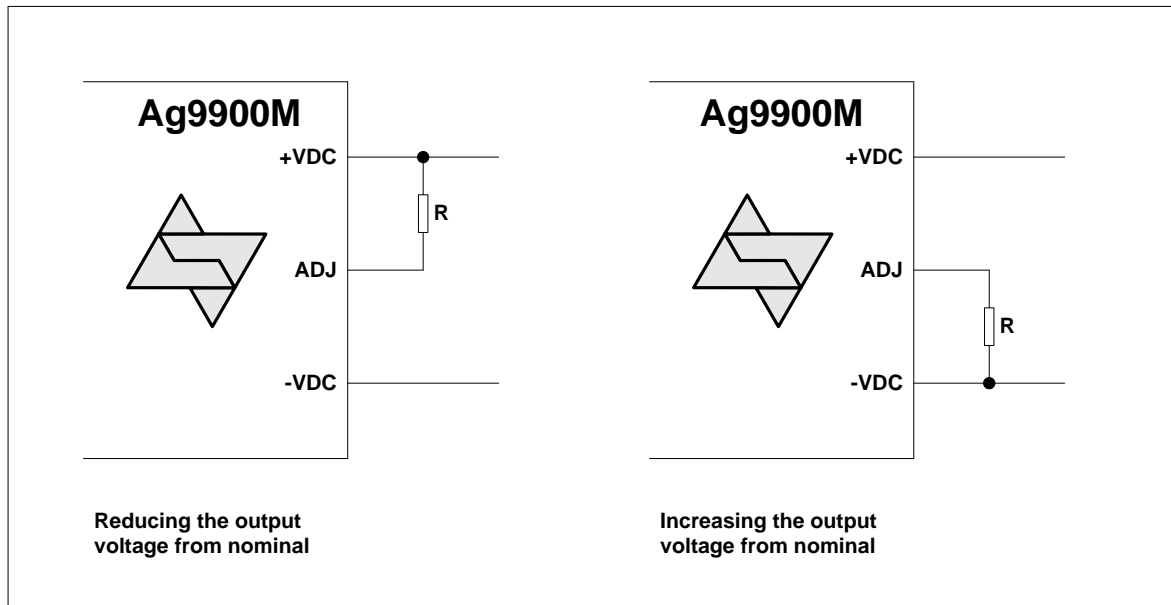 Ag9900M
+VDC
R
ADJ
-VDC
Reducing the output
voltage from nominal
Ag9900M
+VDC
ADJ
R
-VDC
Increasing the output
voltage from nominal